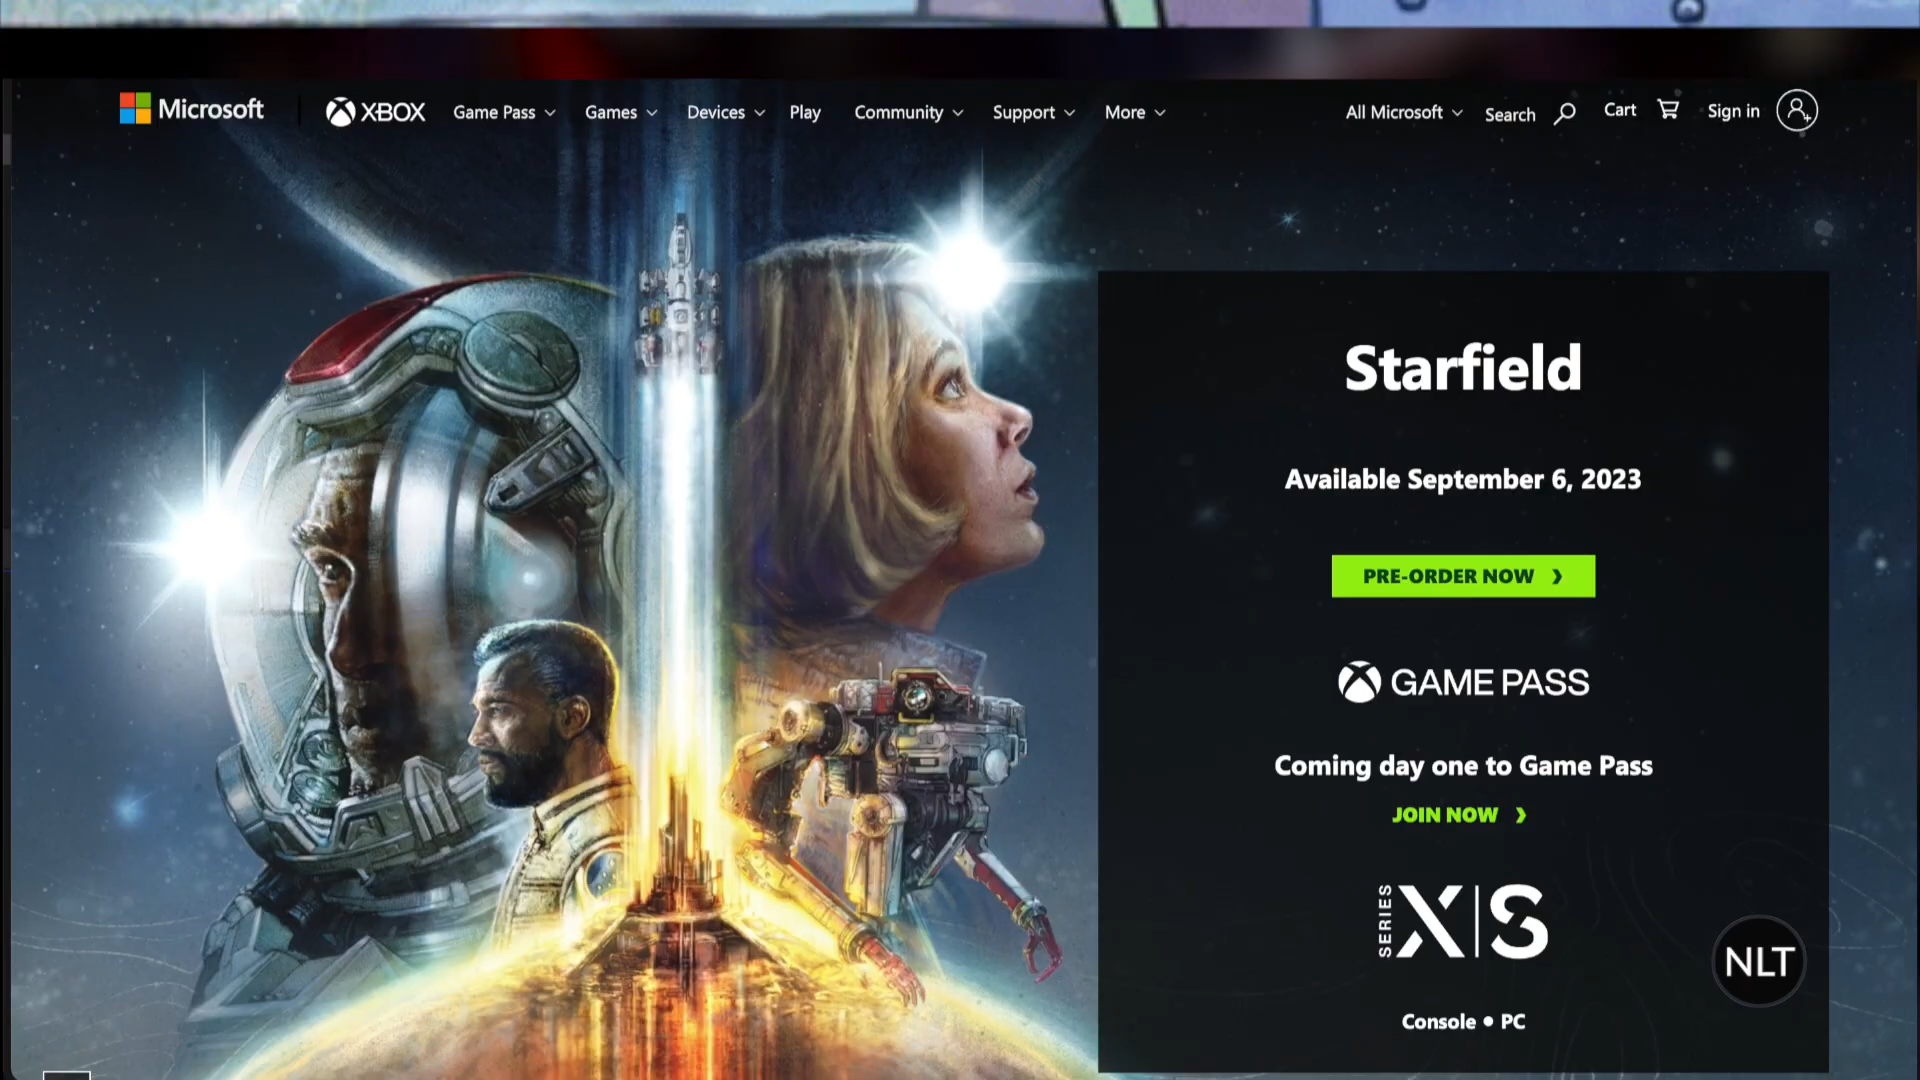 Microsoft
XBOX Game Pass Games Devices Play Community Support More All Microsoft Search Cart Sign in
Starfield
Available September 6, 2023
PRE-ORDER NOW
GAME PASS
Coming day one to Game Pass
JOIN NOW
SERIES X|S
NLT
Console • PC